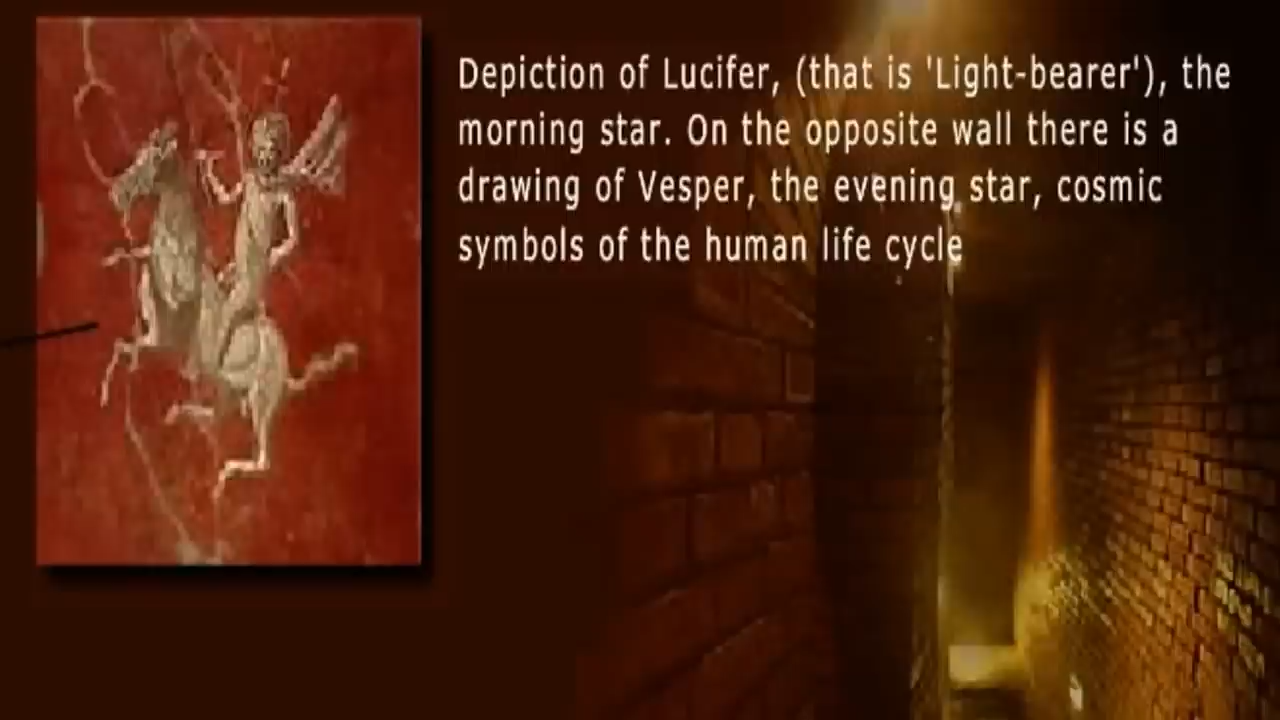 Depiction of Lucifer, (that is 'Light-bearer'), the
morning star. On the opposite wall there is a
drawing of Vesper, the evening star, cosmic
symbols of the human life cycle